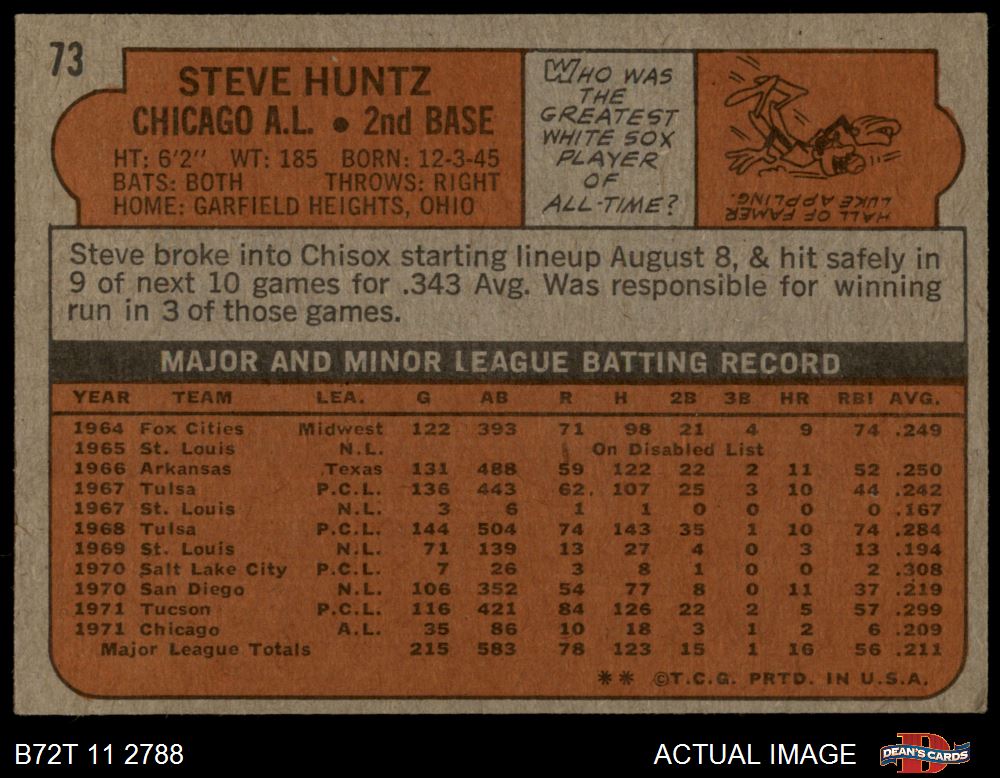 73
STEVE HUNTZ
CHICAGO A.L. • 2nd BASE
HT: 6'2" WT: 185 BORN: 12-3-45
BATS: BOTH THROWS: RIGHT
HOME: GARFIELD HEIGHTS, OHIO
WHO WAS
THE
GREATEST
WHITE SOX
PLAYER
OF
ALL-TIME?
HALL OF FAMER
LUKE APPLING.
Steve broke into Chisox starting lineup August 8, & hit safely in
9 of next 10 games for .343 Avg. Was responsible for winning
run in 3 of those games.
MAJOR AND MINOR LEAGUE BATTING RECORD
YEAR TEAM LEA. G AB R H 2B 3B HR RBI AVG.
1964 Fox Cities Midwest 122 393 71 98 21 4 9 74 .249
1965 St. Louis N.L. On Disabled List
1966 Arkansas Texas 131 488 59 122 22 2 11 52 .250
1967 Tulsa P.C.L. 136 443 62 107 25 3 10 44 .242
1967 St. Louis N.L. 3 6 1 1 0 0 0 0 .167
1968 Tulsa P.C.L. 144 504 74 143 35 1 10 74 .284
1969 St. Louis N.L. 71 139 13 27 4 0 3 13 .194
1970 Salt Lake City P.C.L. 7 26 3 8 1 0 0 2 .308
1970 San Diego N.L. 106 352 54 77 8 0 11 37 .219
1971 Tucson P.C.L. 116 421 84 126 22 2 5 57 .299
1971 Chicago A.L. 35 86 10 18 3 1 2 6 .209
Major League Totals 215 583 78 123 15 1 16 56 .211
** ©T.C.G. PRTD. IN U.S.A.
B72T 11 2788
ACTUAL IMAGE
DEAN'S CARDS